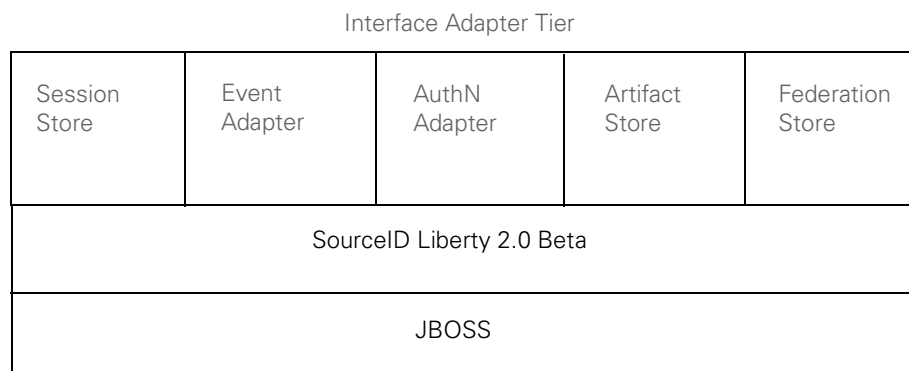 Interface Adapter Tier
Session
Store
Event
Adapter
AuthN
Adapter
Artifact
Store
Federation
Store
SourceID Liberty 2.0 Beta
JBOSS